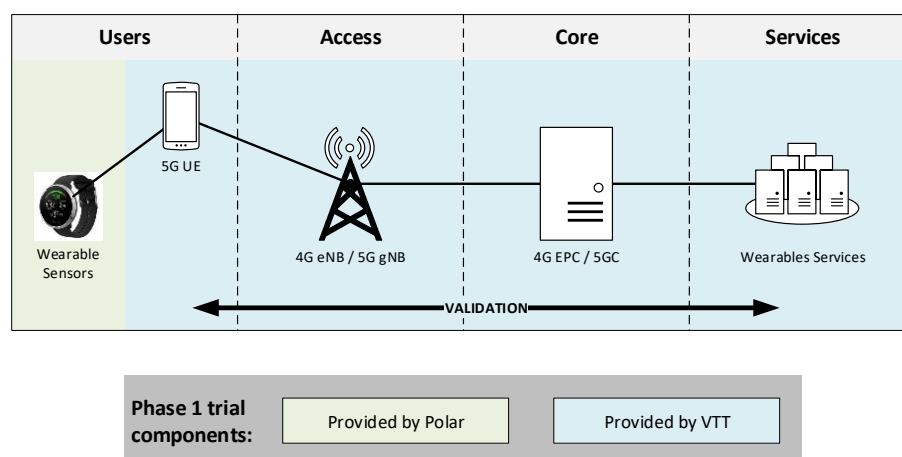 Users
Access
Core
Services
5G UE
Wearable
Sensors
4G eNB / 5G gNB
4G EPC / 5GC
Wearables Services
VALIDATION
Phase 1 trial
components:
Provided by Polar
Provided by VTT